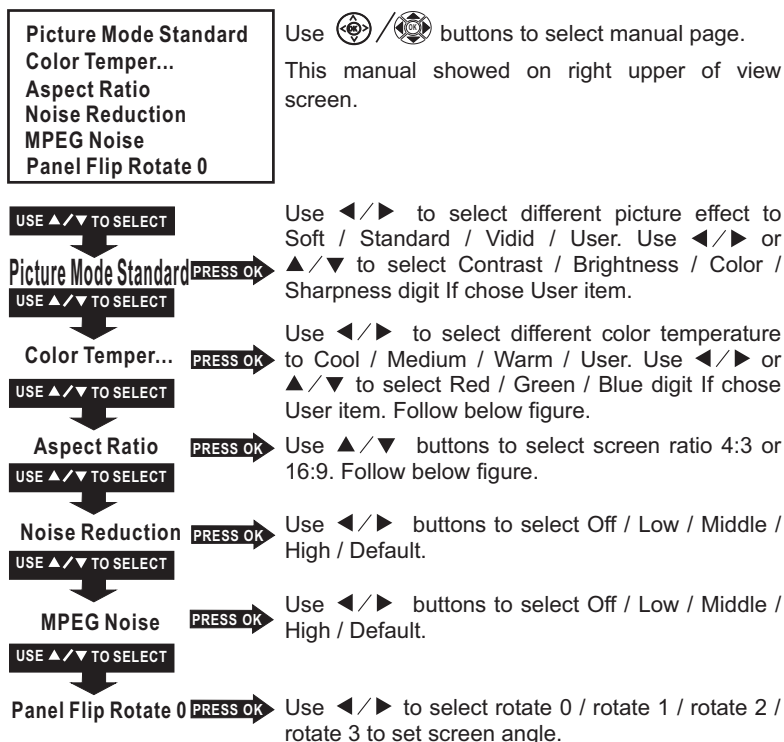 Picture Mode Standard
Color Temper...
Aspect Ratio
Noise Reduction
MPEG Noise
Panel Flip Rotate 0
Use OK / OK buttons to select manual page.
This manual showed on right upper of view
screen.
USE ▲/▼ TO SELECT
Picture Mode Standard PRESS OK
Use ◀/▶ to select different picture effect to
Soft / Standard / Vidid / User. Use ◀/▶ or
▲/▼ to select Contrast / Brightness / Color /
Sharpness digit If chose User item.
USE ▲/▼ TO SELECT
Color Temper... PRESS OK
Use ◀/▶ to select different color temperature
to Cool / Medium / Warm / User. Use ◀/▶ or
▲/▼ to select Red / Green / Blue digit If chose
User item. Follow below figure.
USE ▲/▼ TO SELECT
Aspect Ratio PRESS OK
Use ▲/▼ buttons to select screen ratio 4:3 or
16:9. Follow below figure.
USE ▲/▼ TO SELECT
Noise Reduction PRESS OK
Use ◀/▶ buttons to select Off / Low / Middle /
High / Default.
USE ▲/▼ TO SELECT
MPEG Noise PRESS OK
Use ◀/▶ buttons to select Off / Low / Middle /
High / Default.
USE ▲/▼ TO SELECT
Panel Flip Rotate 0 PRESS OK
Use ◀/▶ to select rotate 0 / rotate 1 / rotate 2 /
rotate 3 to set screen angle.